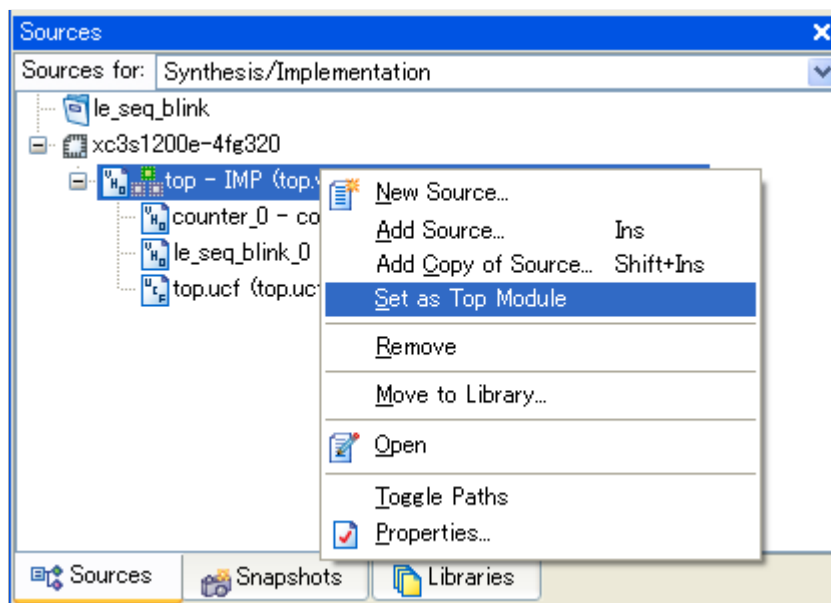 Sources
Sources for: Synthesis/Implementation
le_seq_blink
xc3s1200e-4fg320
top - IMP (top.v
New Source...
Add Source... Ins
counter_0 - co
Add Copy of Source... Shift+Ins
le_seq_blink_0
Set as Top Module
top.ucf (top.uc
Remove
Move to Library...
Open
Toggle Paths
Properties...
Sources Snapshots Libraries